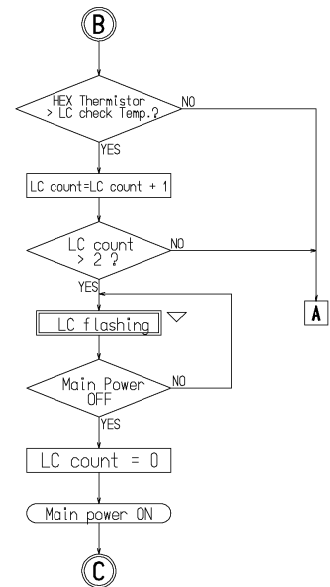 B
HEX Thermistor
> LC check Temp.?
NO
YES
LC count=LC count + 1
LC count
> 2 ?
NO
YES
A
LC flashing
Main Power
OFF
NO
YES
LC count = 0
Main power ON
C